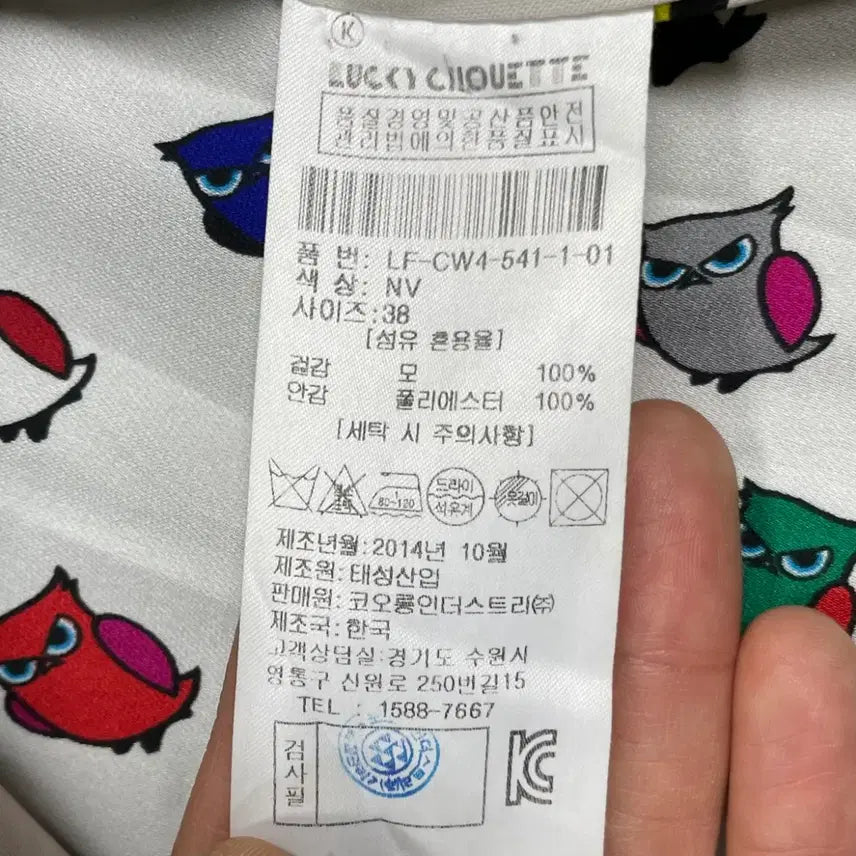 K
LUCKY CHOUETTE
품질경영및공산품안전
관리법에의한품질표시
품 번: LF-CW4-541-1-01
색 상: NV
사이즈:38
[섬유 혼용율]
겉감 모 100%
안감 폴리에스터 100%
[세탁 시 주의사항]
80~120
드라이
석유계
옷걸이
제조년월:2014년 10월
제조원:태성산업
판매원:코오롱인더스트리㈜
제조국:한국
고객상담실:경기도 수원시
영통구 신원로 250번길15
TEL : 1588-7667
검사필
KC